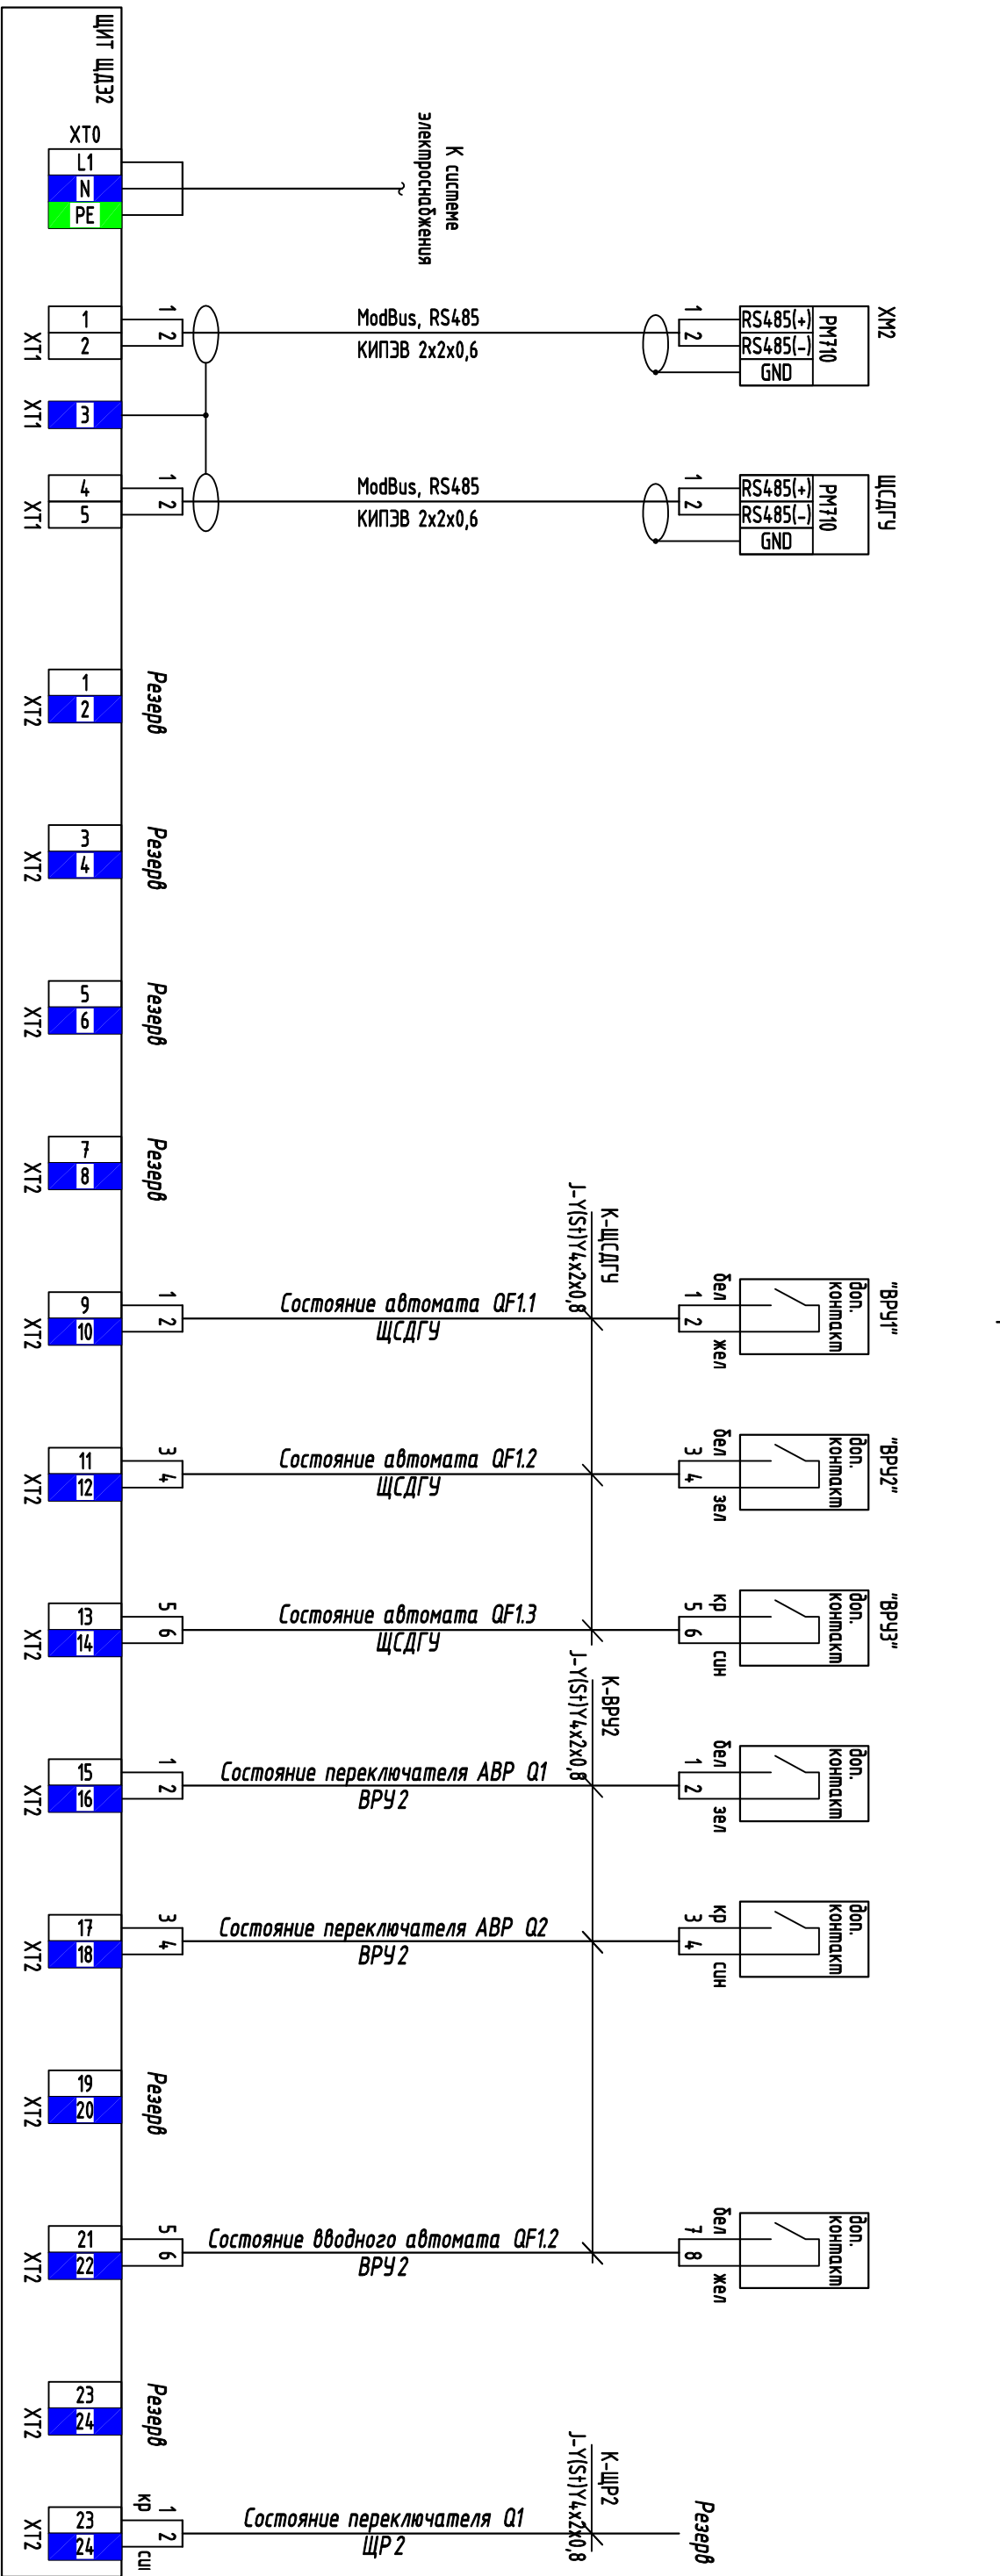 ЩИТ ЩДЭ2
XT0
L1
N
PE
К системе
электроснабжения
1
2
XT1
1
2
ModBus, RS485
КИПЭВ 2x2x0,6
1
2
RS485(+)
RS485(-)
GND
PM710
XM2
3
XT1
4
5
XT1
1
2
ModBus, RS485
КИПЭВ 2x2x0,6
1
2
RS485(+)
RS485(-)
GND
PM710
ЩСДГУ
1
2
XT2
Резерв
3
4
XT2
Резерв
5
6
XT2
Резерв
7
8
XT2
Резерв
К-ЩСДГУ
J-Y(St)Y4x2x0,8
9
10
XT2
1
2
Состояние автомата QF1.1
ЩСДГУ
бел
1
2
жел
доп.
контакт
"ВРУ1"
11
12
XT2
3
4
Состояние автомата QF1.2
ЩСДГУ
бел
3
4
зел
доп.
контакт
"ВРУ2"
13
14
XT2
5
6
Состояние автомата QF1.3
ЩСДГУ
кр
5
6
син
доп.
контакт
"ВРУ3"
К-ВРУ2
J-Y(St)Y4x2x0,8
15
16
XT2
1
2
Состояние переключателя АВР Q1
ВРУ2
бел
1
2
зел
доп.
контакт
17
18
XT2
3
4
Состояние переключателя АВР Q2
ВРУ2
кр
3
4
син
доп.
контакт
19
20
XT2
Резерв
21
22
XT2
5
6
Состояние вводного автомата QF1.2
ВРУ2
бел
7
8
жел
доп.
контакт
23
24
XT2
Резерв
К-ЩР2
J-Y(St)Y4x2x0,8
23
24
XT2
кр
1
2
Состояние переключателя Q1
ЩР2
Резерв